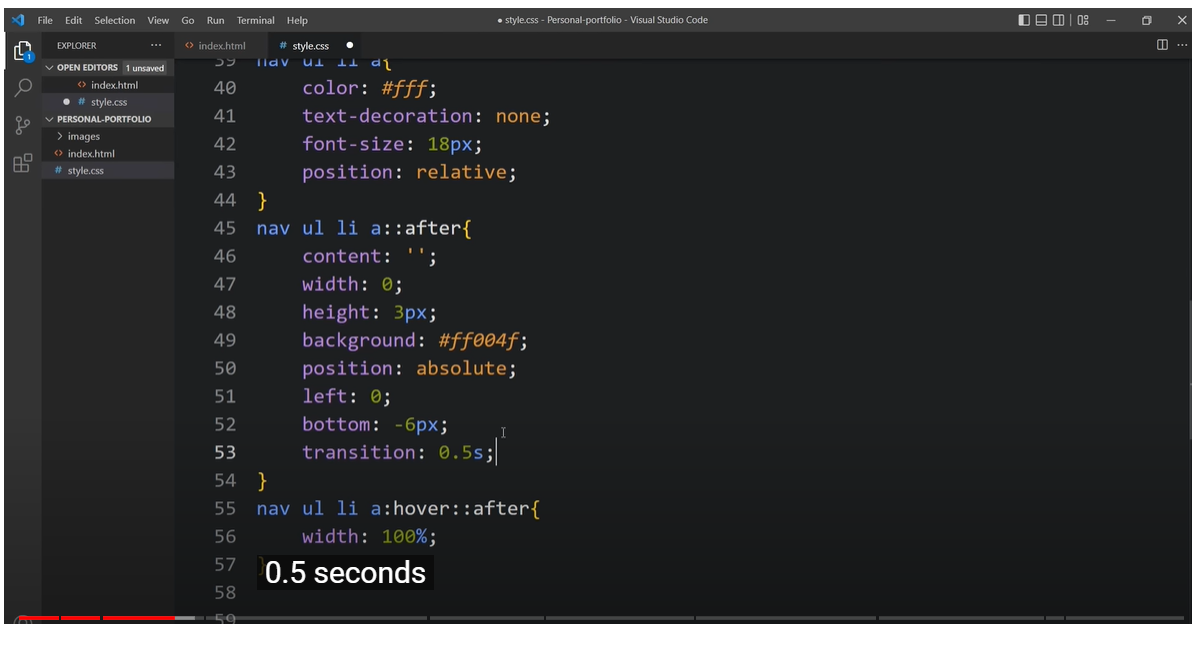 File Edit Selection View Go Run Terminal Help ● style.css - Personal-portfolio - Visual Studio Code
EXPLORER ···
index.html # style.css ●
OPEN EDITORS 1 unsaved
index.html
● # style.css
PERSONAL-PORTFOLIO
images
index.html
# style.css
1
39 nav ul li a{
40 color: #fff;
41 text-decoration: none;
42 font-size: 18px;
43 position: relative;
44 }
45 nav ul li a::after{
46 content: '';
47 width: 0;
48 height: 3px;
49 background: #ff004f;
50 position: absolute;
51 left: 0;
52 bottom: -6px;
53 transition: 0.5s;
54 }
55 nav ul li a:hover::after{
56 width: 100%;
57 }
0.5 seconds
58
59